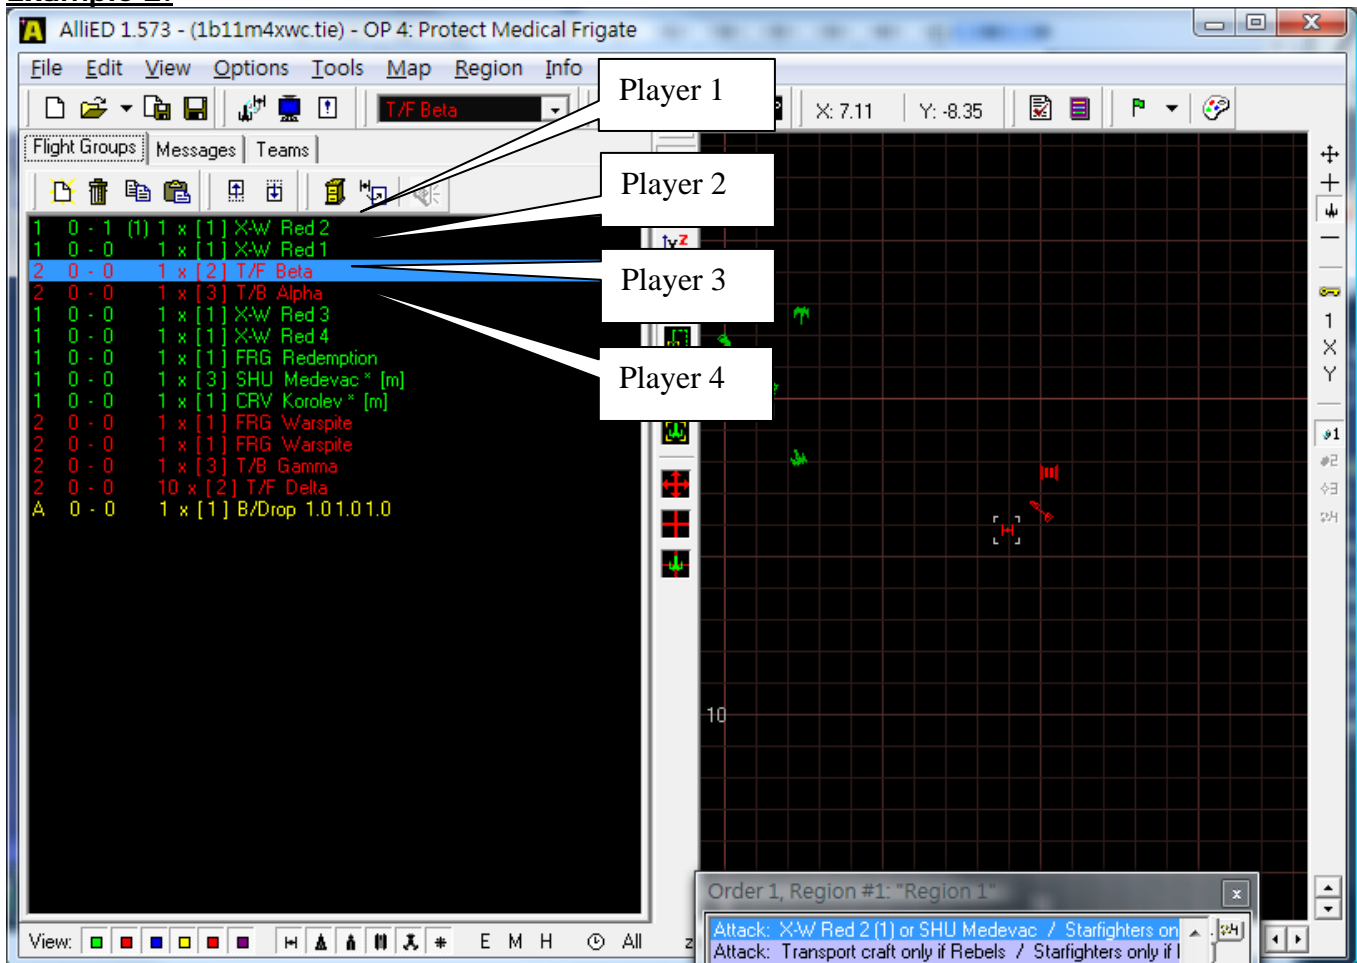 Example 2:
AlliED 1.573 - (1b11m4xwc.tie) - OP 4: Protect Medical Frigate
File Edit View Options Tools Map Region Info
T/F Beta X: 7.11 Y: -8.35
Player 1
Player 2
Player 3
Player 4
Flight Groups Messages Teams
1 0 - 1 (1) 1 x [1] X-W Red 2
1 0 - 0 1 x [1] X-W Red 1
2 0 - 0 1 x [2] T/F Beta
2 0 - 0 1 x [3] T/B Alpha
1 0 - 0 1 x [1] X-W Red 3
1 0 - 0 1 x [1] X-W Red 4
1 0 - 0 1 x [1] FRG Redemption
1 0 - 0 1 x [3] SHU Medevac * [m]
1 0 - 0 1 x [1] CRV Korolev * [m]
2 0 - 0 1 x [1] FRG Warspite
2 0 - 0 1 x [1] FRG Warspite
2 0 - 0 1 x [3] T/B Gamma
2 0 - 0 10 x [2] T/F Delta
A 0 - 0 1 x [1] B/Drop 1.0 1.0 1.0
1
X
Y
#1
#2
10
Order 1, Region #1: "Region 1"
Attack: X-W Red 2 (1) or SHU Medevac / Starfighters on
Attack: Transport craft only if Rebels / Starfighters only if
View: E M H All z